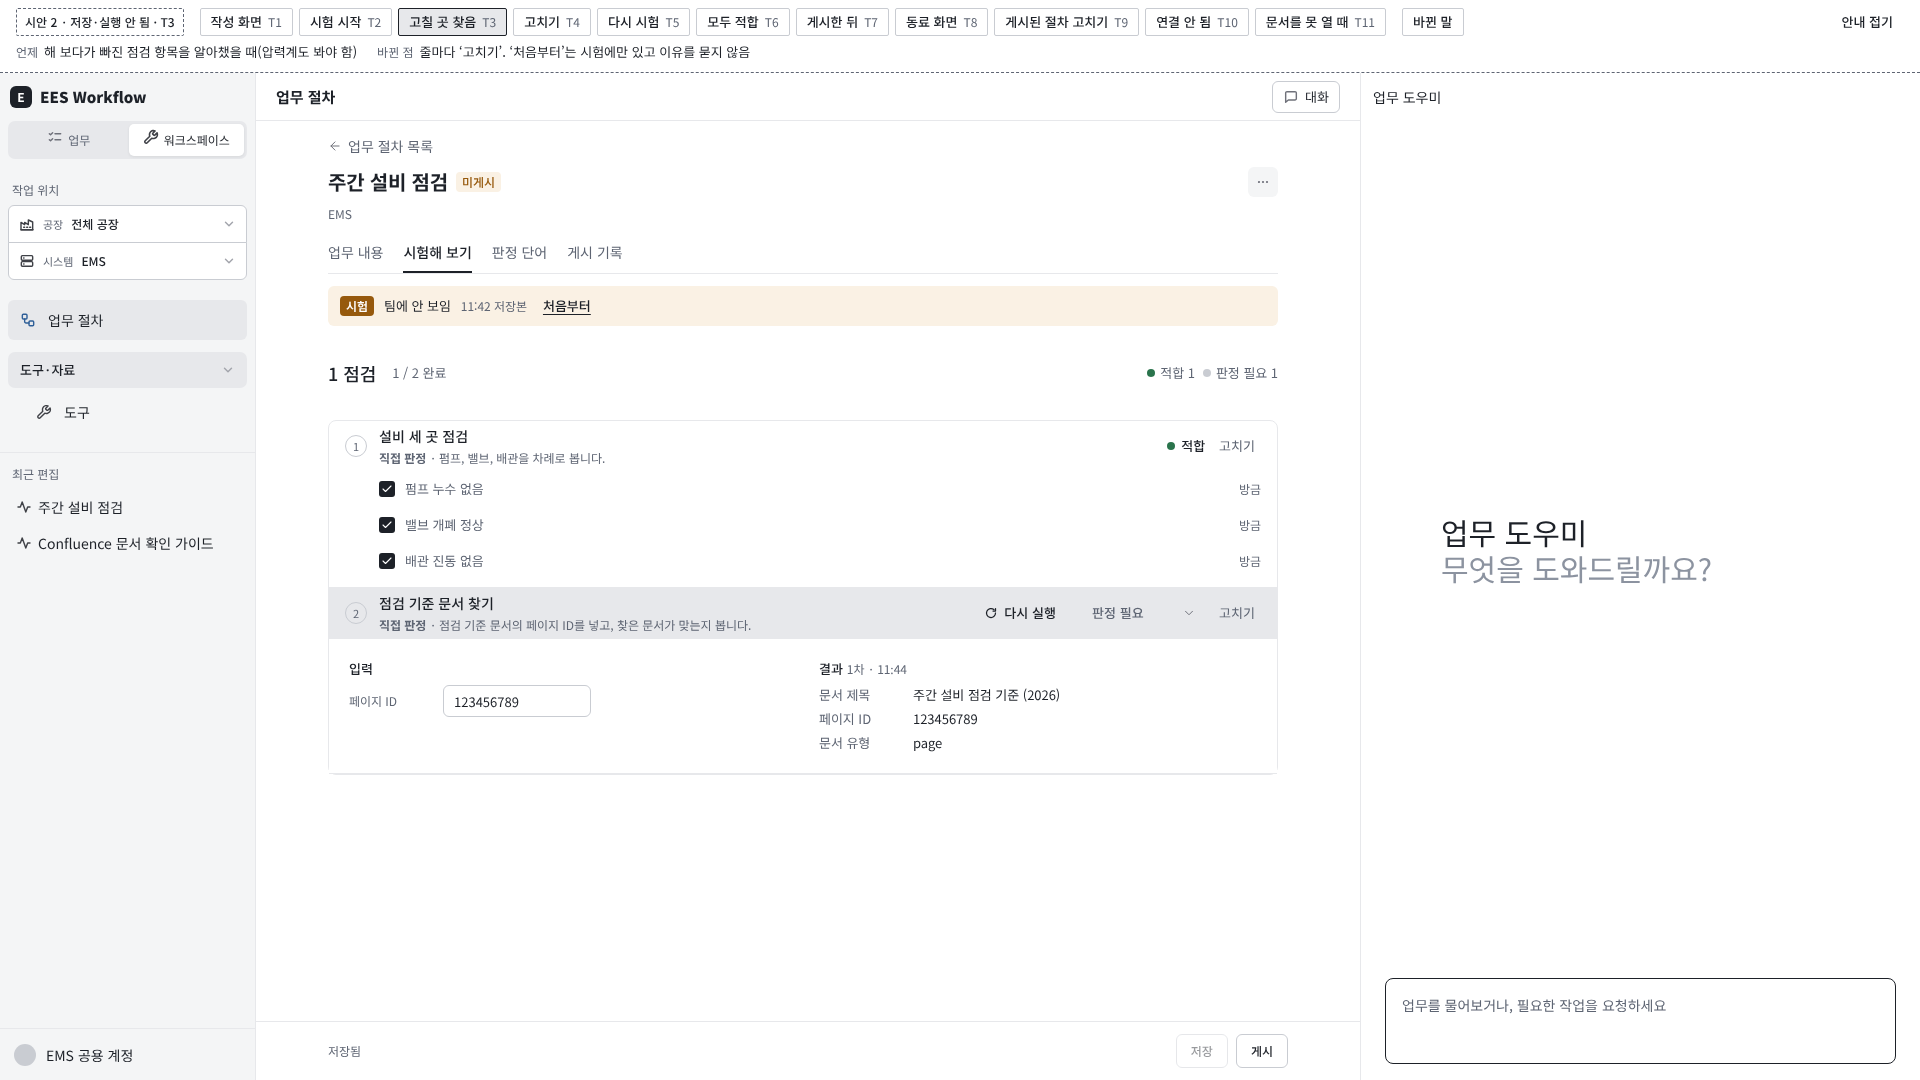 시안 2 · 저장·실행 안 됨 · T3
작성 화면 T1
시험 시작 T2
고칠 곳 찾음 T3
고치기 T4
다시 시험 T5
모두 적합 T6
게시한 뒤 T7
동료 화면 T8
게시된 절차 고치기 T9
연결 안 됨 T10
문서를 못 열 때 T11
바뀐 말
안내 접기
언제 해 보다가 빠진 점검 항목을 알아챘을 때(압력계도 봐야 함) 바뀐 점 줄마다 ‘고치기’. ‘처음부터’는 시험에만 있고 이유를 묻지 않음
E EES Workflow
업무
워크스페이스
작업 위치
공장 전체 공장
시스템 EMS
업무 절차
도구·자료
도구
최근 편집
주간 설비 점검
Confluence 문서 확인 가이드
EMS 공용 계정
업무 절차
대화
업무 절차 목록
주간 설비 점검 미게시
EMS
업무 내용 시험해 보기 판정 단어 게시 기록
시험 팀에 안 보임 11:42 저장본 처음부터
1 점검 1 / 2 완료
적합 1 판정 필요 1
1 설비 세 곳 점검
직접 판정 · 펌프, 밸브, 배관을 차례로 봅니다.
적합 고치기
펌프 누수 없음 방금
밸브 개폐 정상 방금
배관 진동 없음 방금
2 점검 기준 문서 찾기
직접 판정 · 점검 기준 문서의 페이지 ID를 넣고, 찾은 문서가 맞는지 봅니다.
다시 실행 판정 필요 고치기
입력
페이지 ID 123456789
결과 1차 · 11:44
문서 제목 주간 설비 점검 기준 (2026)
페이지 ID 123456789
문서 유형 page
저장됨
저장 게시
업무 도우미
업무 도우미
무엇을 도와드릴까요?
업무를 물어보거나, 필요한 작업을 요청하세요